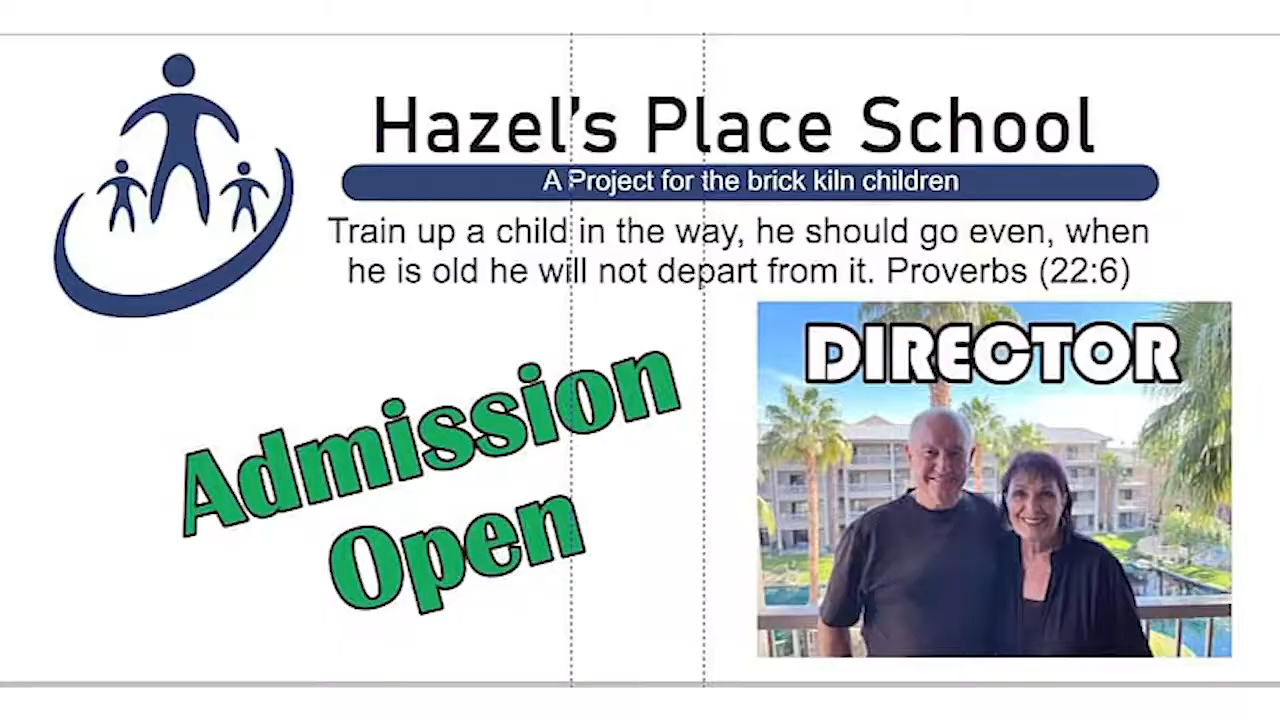 Hazel's Place School
A Project for the brick kiln children
Train up a child in the way, he should go even, when
he is old he will not depart from it. Proverbs (22:6)
DIRECTOR
Admission
Open